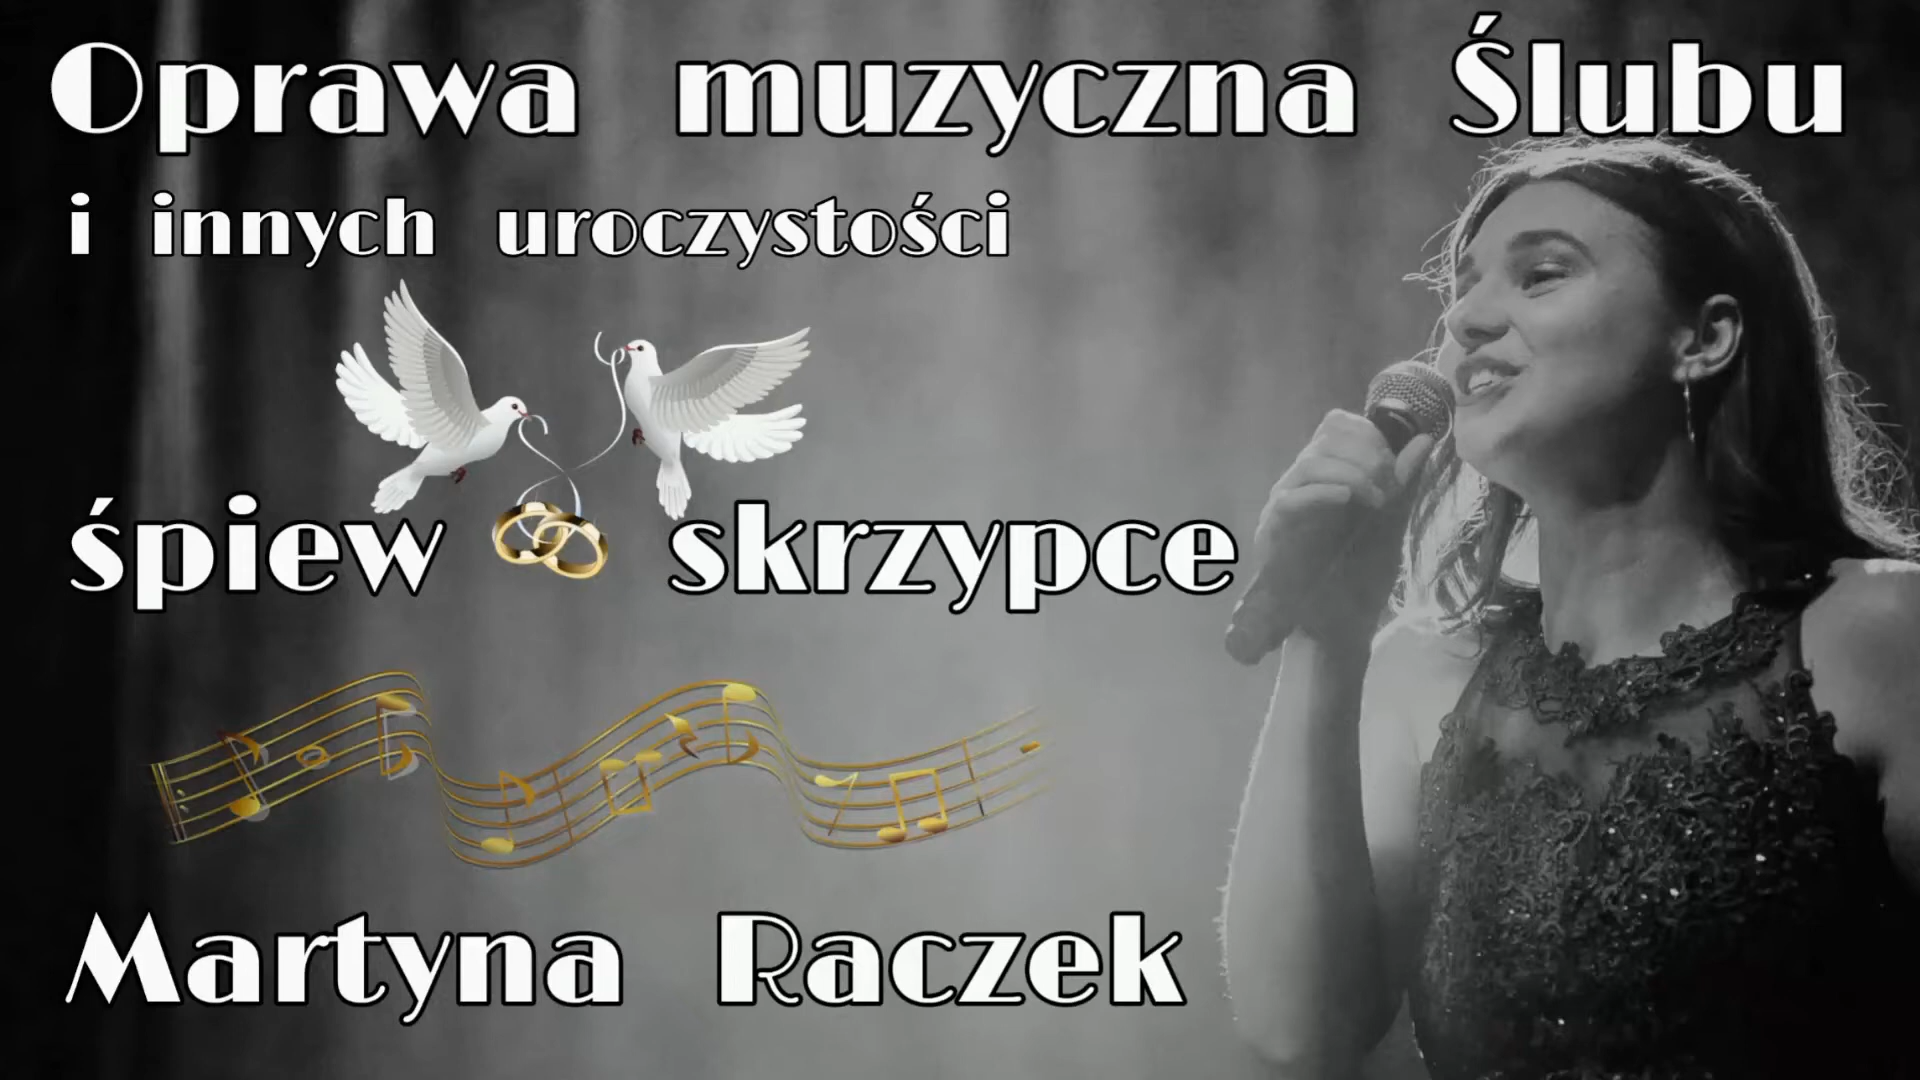 Oprawa muzyczna Ślubu
i innych uroczystości
śpiew skrzypce
Martyna Raczek